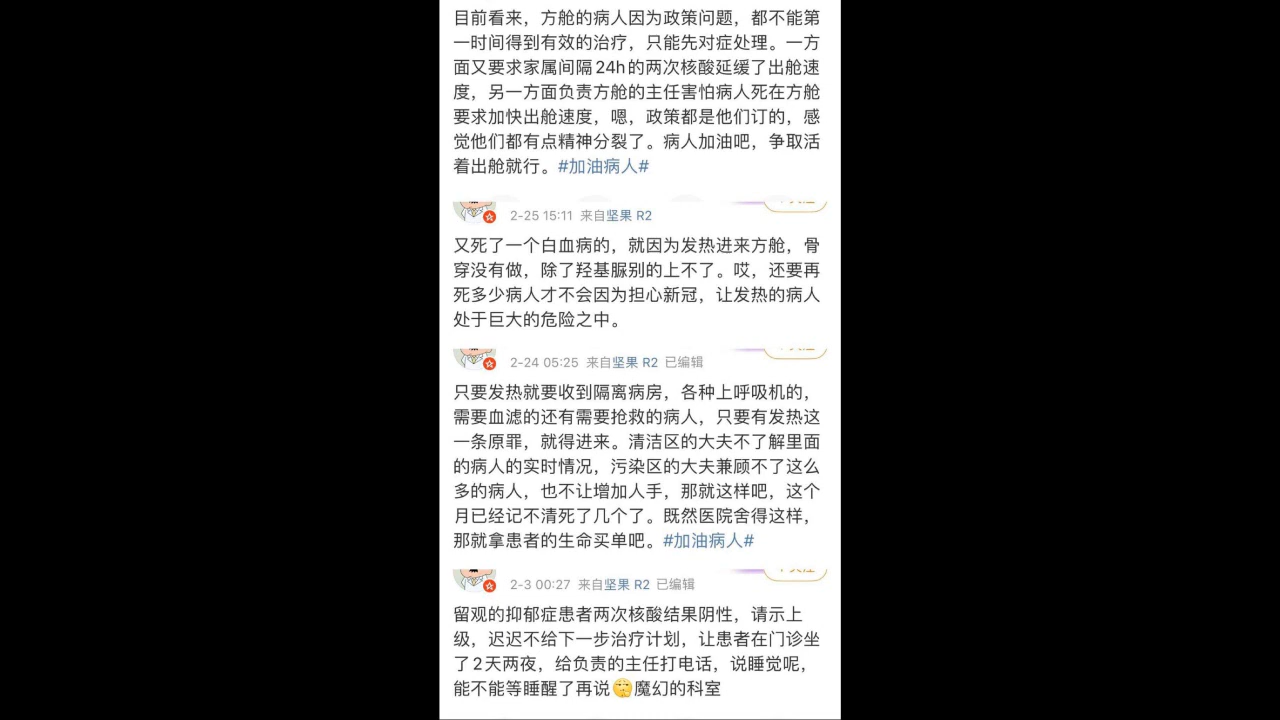 目前看来，方舱的病人因为政策问题，都不能第
一时间得到有效的治疗，只能先对症处理。一方
面又要求家属间隔24h的两次核酸延缓了出舱速
度，另一方面负责方舱的主任害怕病人死在方舱
要求加快出舱速度，嗯，政策都是他们订的，感
觉他们都有点精神分裂了。病人加油吧，争取活
着出舱就行。#加油病人#
2-25 15:11 来自坚果 R2
又死了一个白血病的，就因为发热进来方舱，骨
穿没有做，除了羟基脲别的上不了。哎，还要再
死多少病人才不会因为担心新冠，让发热的病人
处于巨大的危险之中。
2-24 05:25 来自坚果 R2 已编辑
只要发热就要收到隔离病房，各种上呼吸机的，
需要血滤的还有需要抢救的病人，只要有发热这
一条原罪，就得进来。清洁区的大夫不了解里面
的病人的实时情况，污染区的大夫兼顾不了这么
多的病人，也不让增加人手，那就这样吧，这个
月已经记不清死了几个了。既然医院舍得这样，
那就拿患者的生命买单吧。#加油病人#
2-3 00:27 来自坚果 R2 已编辑
留观的抑郁症患者两次核酸结果阴性，请示上
级，迟迟不给下一步治疗计划，让患者在门诊坐
了2天两夜，给负责的主任打电话，说睡觉呢，
能不能等睡醒了再说🙄魔幻的科室